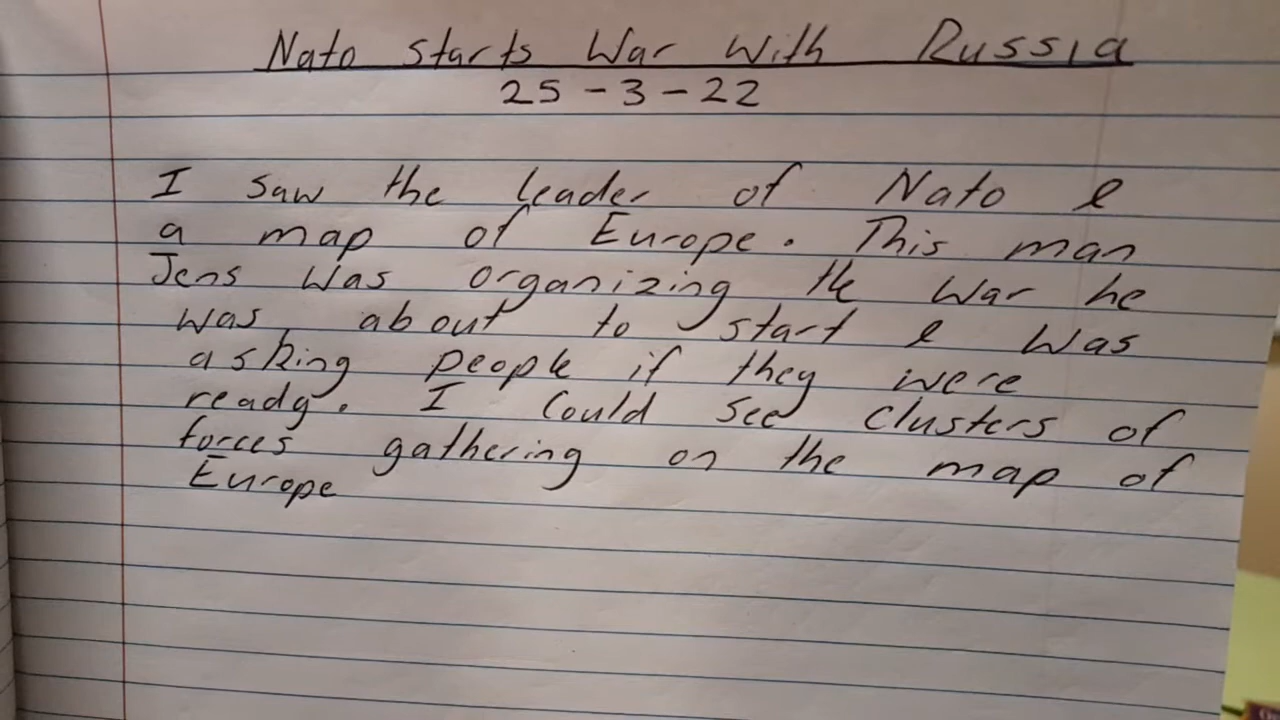 Nato starts War With Russia
25-3-22
I saw the leader of Nato &
a map of Europe. This man
Jens Was organizing the War he
was about to start & Was
asking people if they were
ready. I Could see Clusters of
forces gathering on the map of
Europe